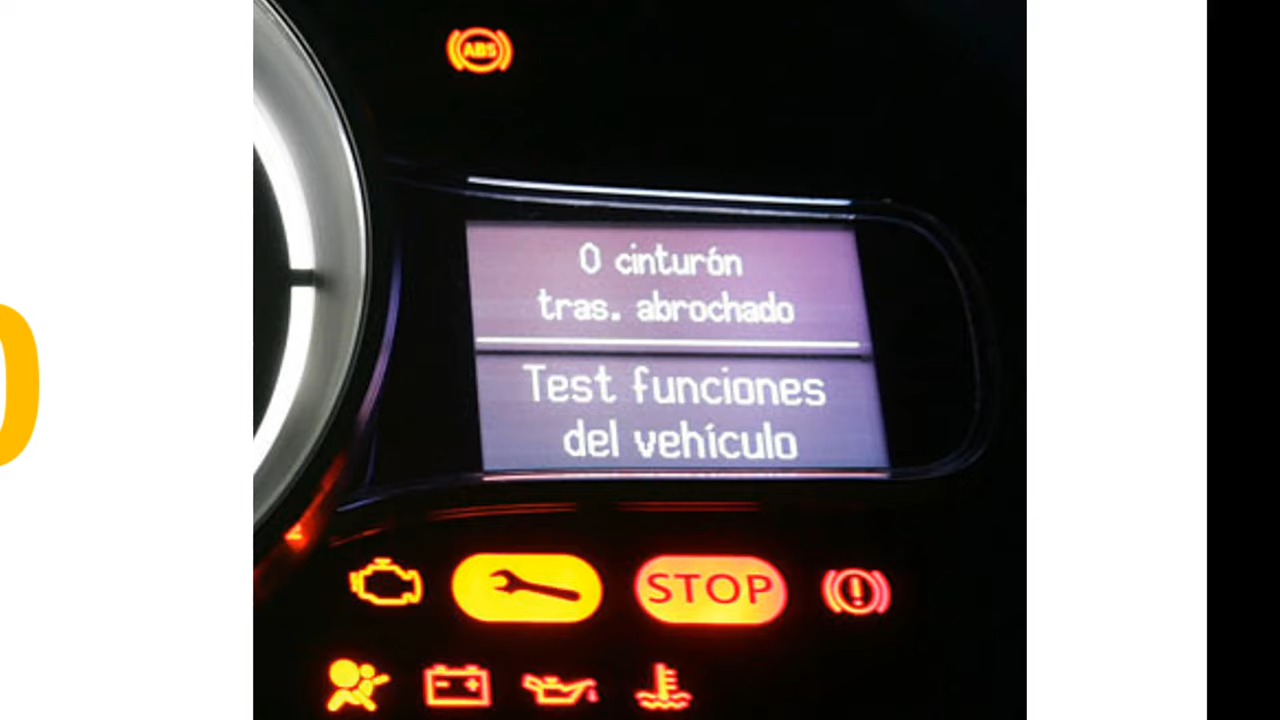 ABS
0 cinturón
tras. abrochado
Test funciones
del vehículo
STOP